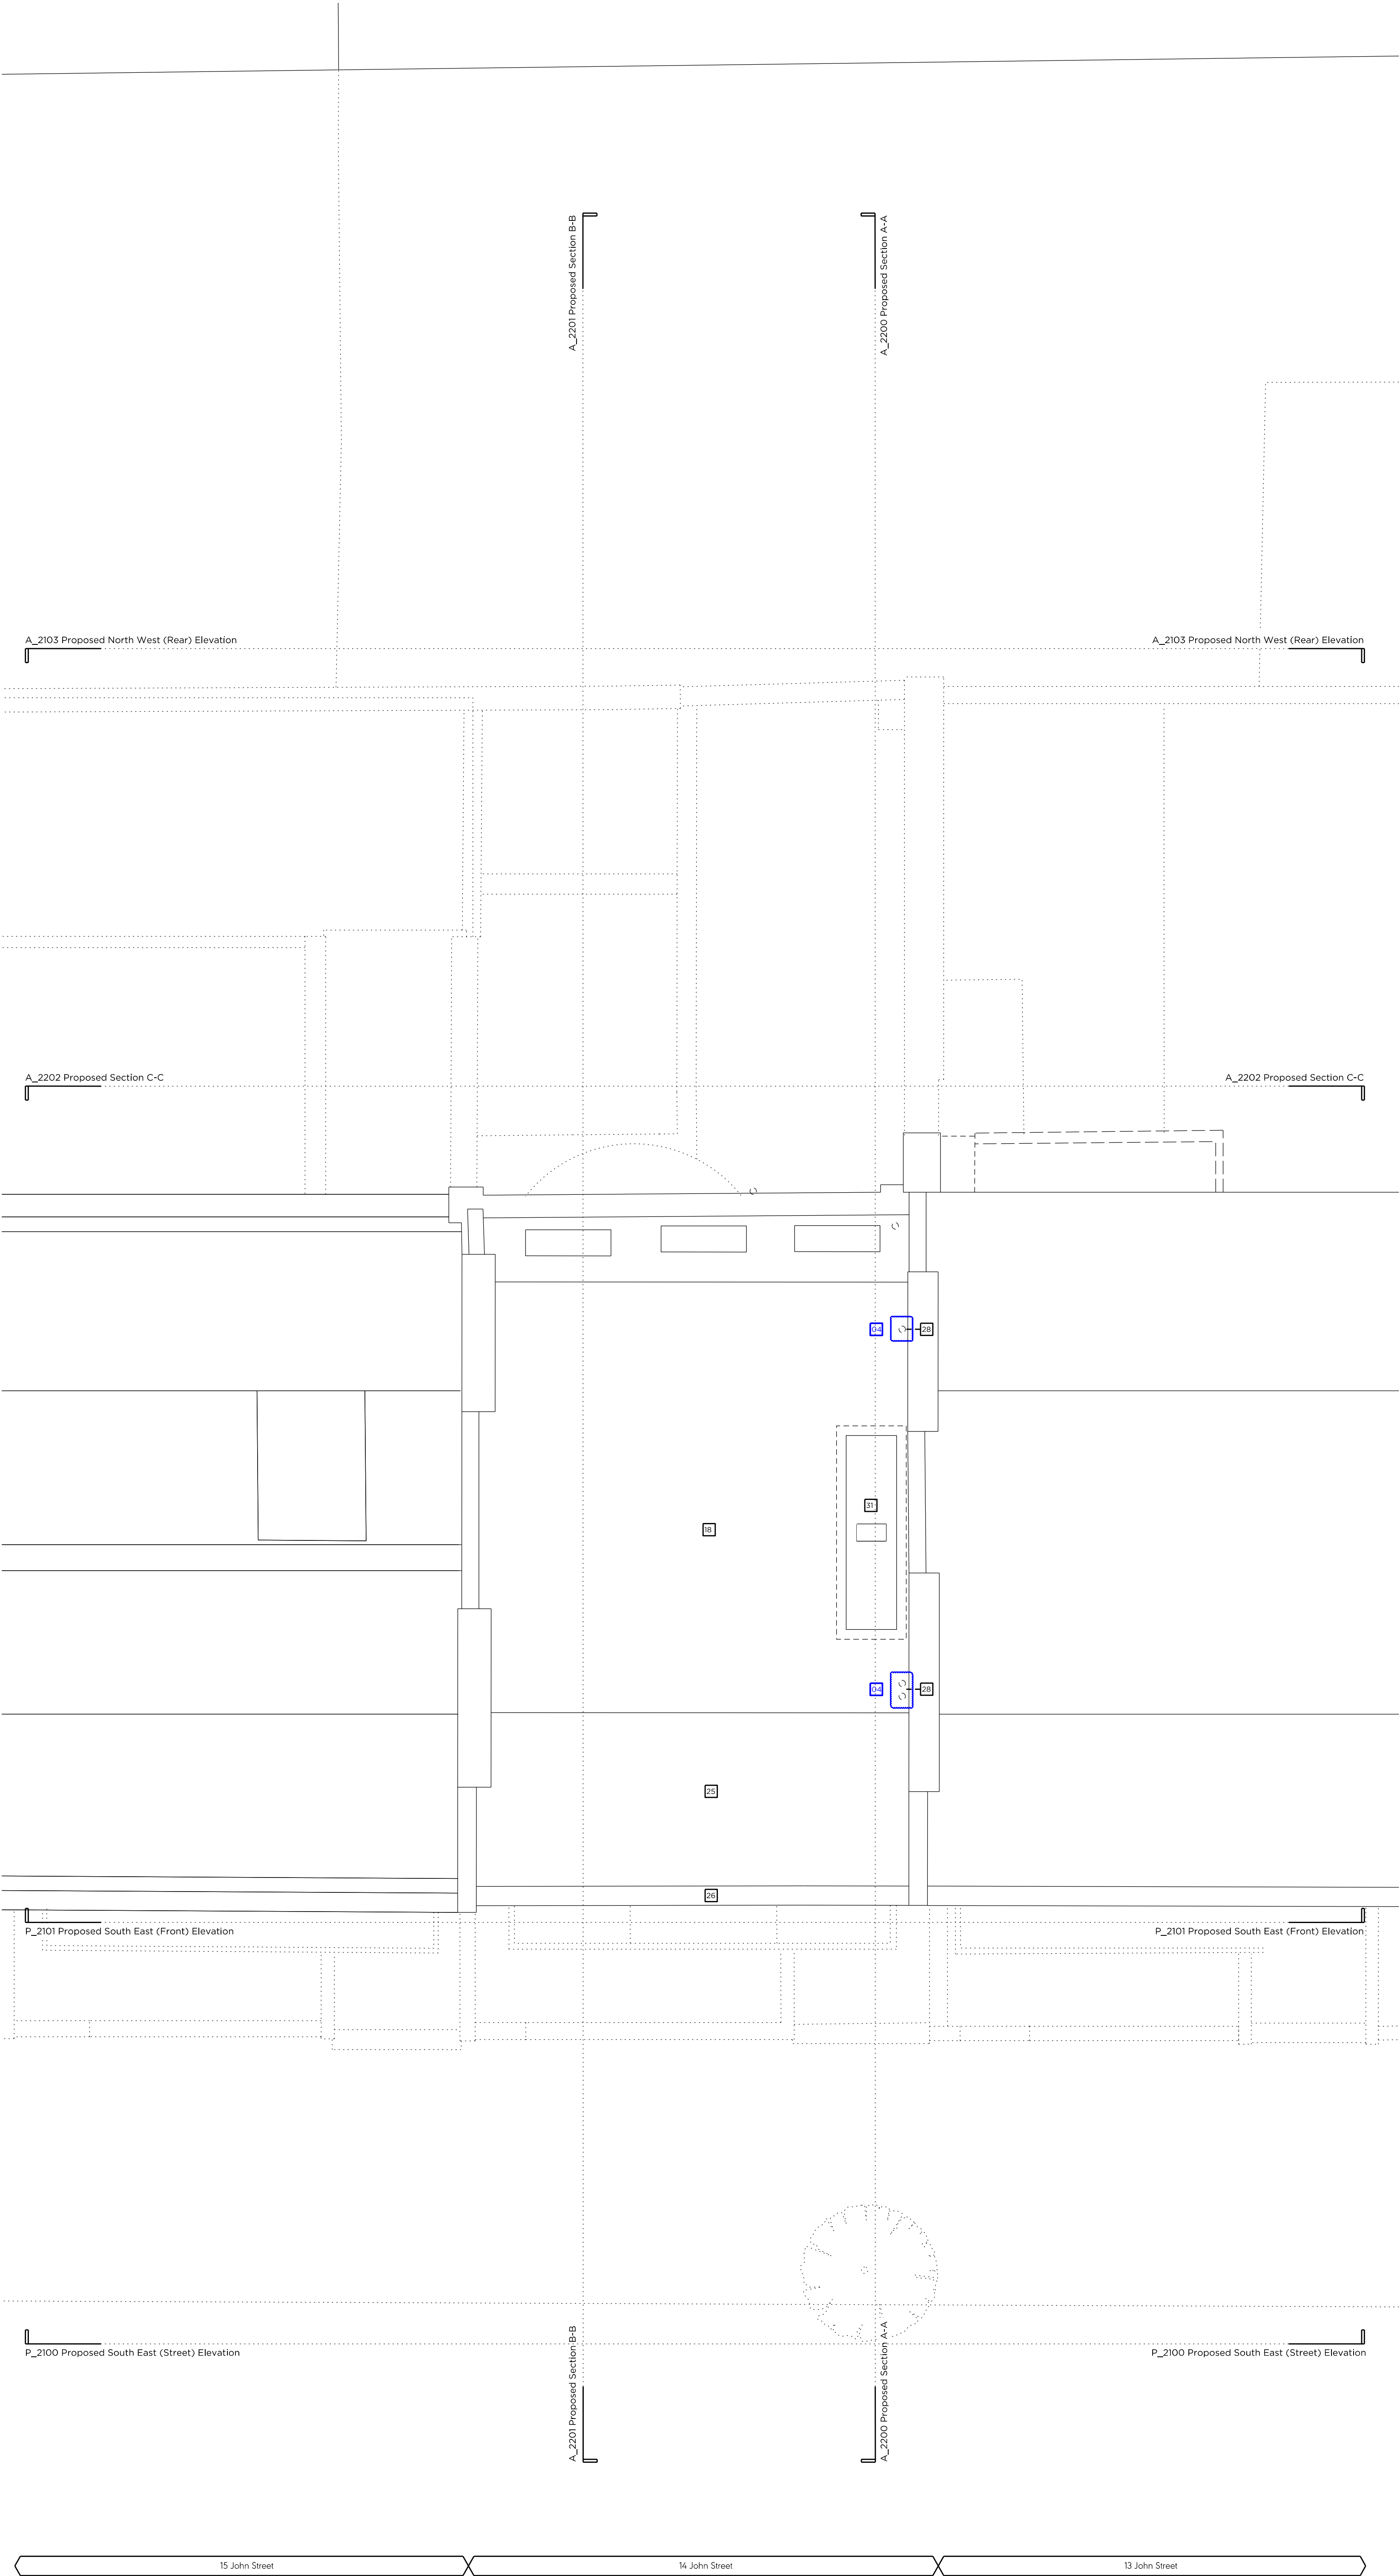 A_2201 Proposed Section B-B
A_2200 Proposed Section A-A
A_2103 Proposed North West (Rear) Elevation
A_2103 Proposed North West (Rear) Elevation
A_2202 Proposed Section C-C
A_2202 Proposed Section C-C
04
28
31
18
04
28
25
26
P_2101 Proposed South East (Front) Elevation
P_2101 Proposed South East (Front) Elevation
A_2201 Proposed Section B-B
A_2200 Proposed Section A-A
P_2100 Proposed South East (Street) Elevation
P_2100 Proposed South East (Street) Elevation
15 John Street
14 John Street
13 John Street